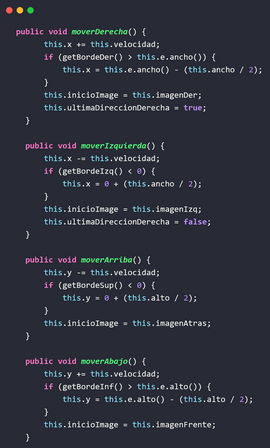 public void moverDerecha() {
this.x += this.velocidad;
if (getBordeDer() > this.e.ancho()) {
this.x = this.e.ancho() - (this.ancho / 2);
}
this.inicioImage = this.imagenDer;
this.ultimaDireccionDerecha = true;
}
public void moverIzquierda() {
this.x -= this.velocidad;
if (getBordeIzq() < 0) {
this.x = 0 + (this.ancho / 2);
}
this.inicioImage = this.imagenIzq;
this.ultimaDireccionDerecha = false;
}
public void moverArriba() {
this.y -= this.velocidad;
if (getBordeSup() < 0) {
this.y = 0 + (this.alto / 2);
}
this.inicioImage = this.imagenAtras;
}
public void moverAbajo() {
this.y += this.velocidad;
if (getBordeInf() > this.e.alto()) {
this.y = this.e.alto() - (this.alto / 2);
}
this.inicioImage = this.imagenFrente;
}